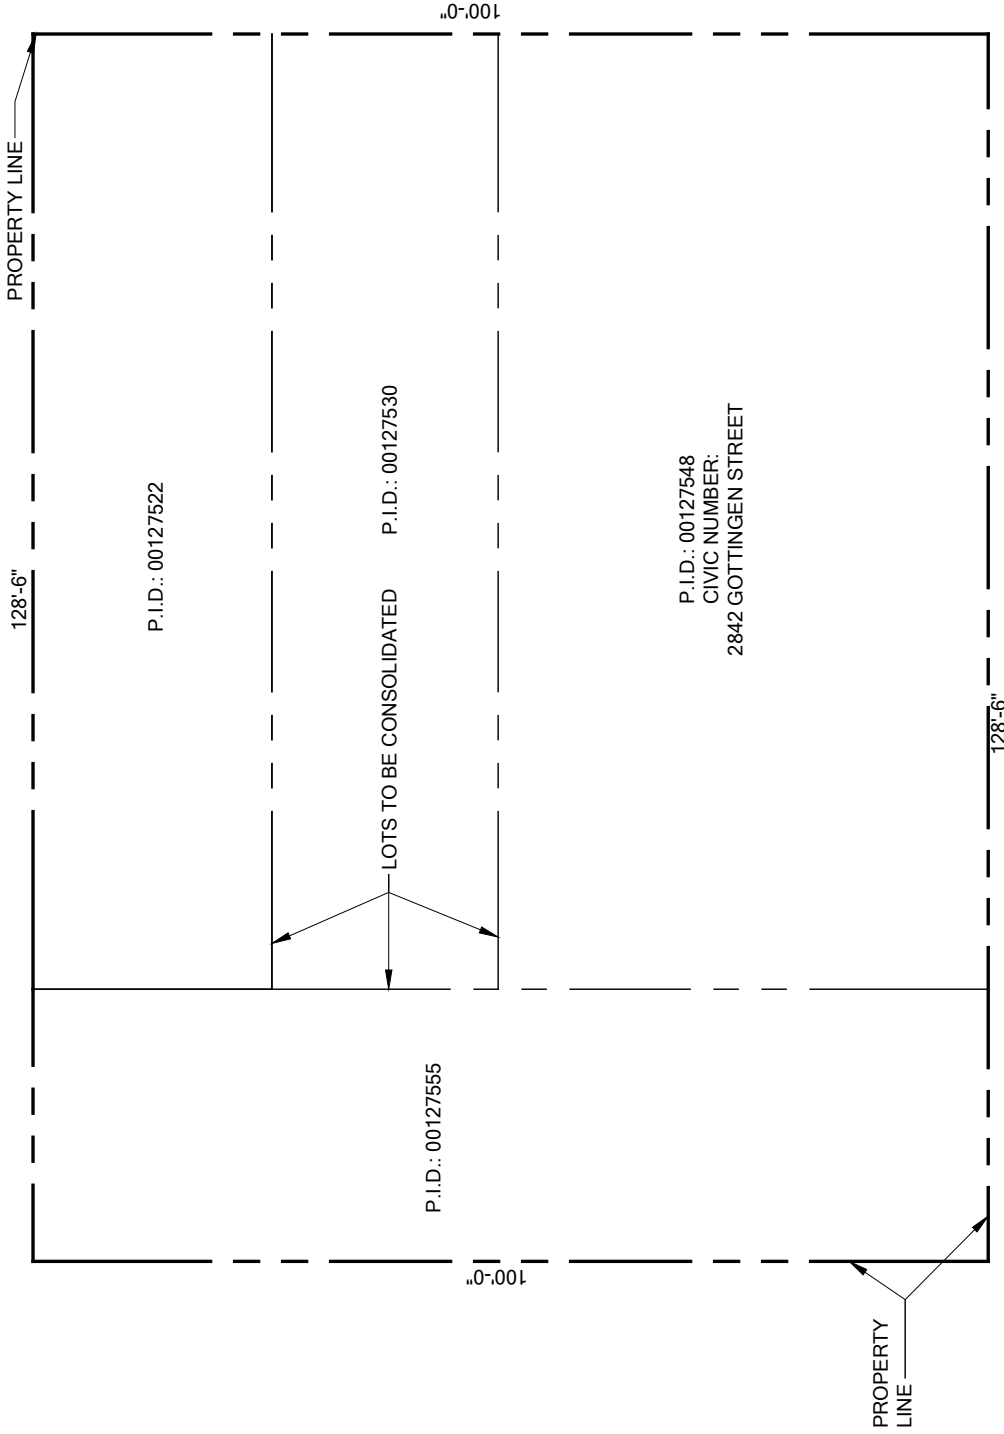 PROPERTY LINE
100'-0"
128'-6"
P.I.D.: 00127522
LOTS TO BE CONSOLIDATED
P.I.D.: 00127530
P.I.D.: 00127548
CIVIC NUMBER:
2842 GOTTINGEN STREET
128'-6"
P.I.D.: 00127555
100'-0"
PROPERTY
LINE